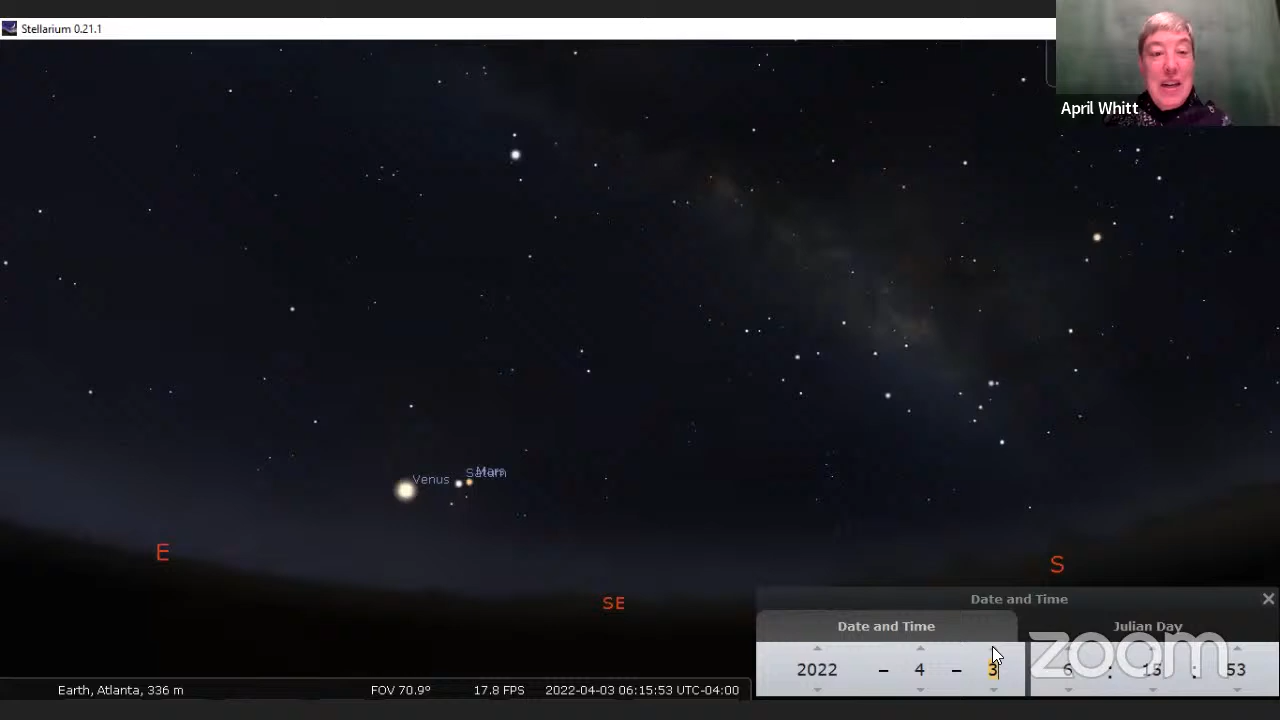 Stellarium 0.21.1
April Whitt
Venus
Saturn
Mars
E
SE
S
Date and Time
Date and Time
Julian Day
2022 - 4 - 3
6 : 15 : 53
zoom
Earth, Atlanta, 336 m
FOV 70.9°
17.8 FPS
2022-04-03 06:15:53 UTC-04:00